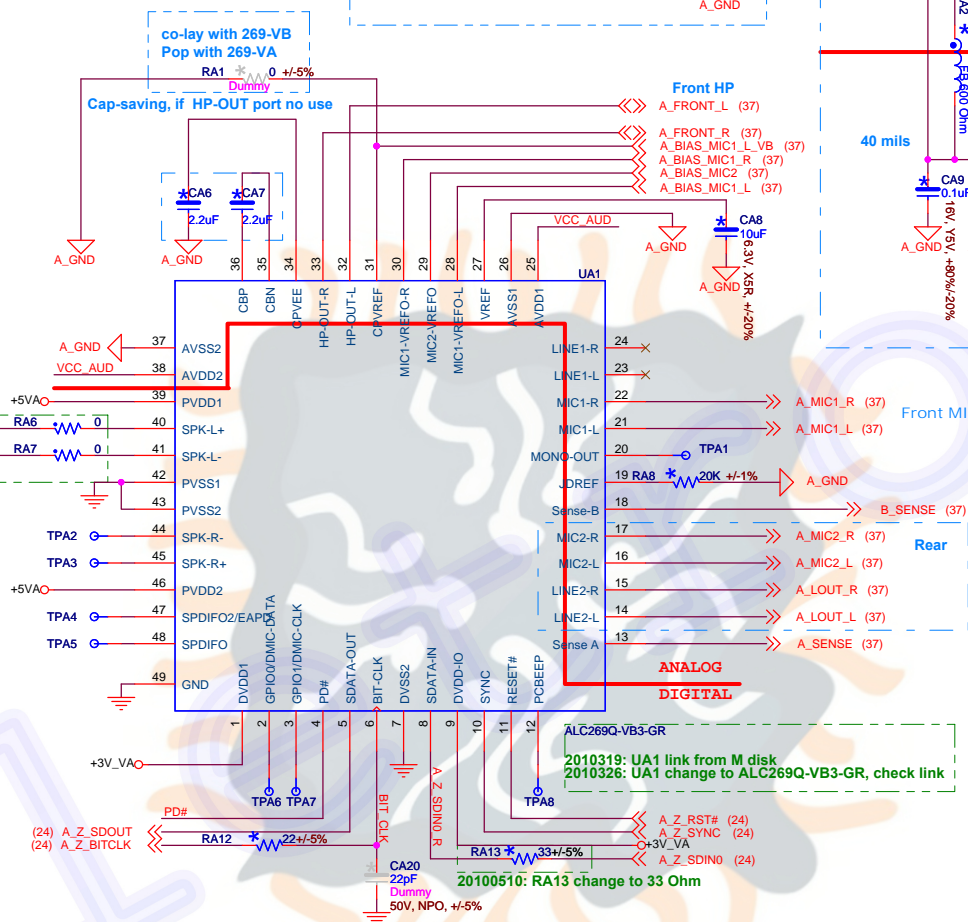 A_GND
co-lay with 269-VB
Pop with 269-VA
RA1 * 0 +/-5%
Dummy
Cap-saving, if HP-OUT port no use
Front HP
A_FRONT_L (37)
A_FRONT_R (37)
A_BIAS_MIC1_L_VB (37)
A_BIAS_MIC1_R (37)
A_BIAS_MIC2 (37)
A_BIAS_MIC1_L (37)
40 mils
A2
*
FB 600 Ohm
*CA6
2.2uF
*CA7
2.2uF
A_GND
A_GND
VCC_AUD
A_GND
* CA8
10uF
6.3V, X5R, +/-20%
A_GND
* CA9
0.1uF
16V, Y5V, +80%/-20%
A_GND
36 35 34 33 32 31 30 29 28 27 26 25
UA1
CBP
CBN
CPVEE
HP-OUT-R
HP-OUT-L
CPVREF
MIC1-VREFO-R
MIC2-VREFO
MIC1-VREFO-L
VREF
AVSS1
AVDD1
A_GND 37 AVSS2
VCC_AUD 38 AVDD2
+5VA 39 PVDD1
RA6 0 40 SPK-L+
RA7 0 41 SPK-L-
42 PVSS1
43 PVSS2
TPA2 44 SPK-R-
TPA3 45 SPK-R+
+5VA 46 PVDD2
TPA4 47 SPDIFO2/EAPD
TPA5 48 SPDIFO
49 GND
LINE1-R 24
LINE1-L 23
MIC1-R 22 A_MIC1_R (37)
MIC1-L 21 A_MIC1_L (37)
Front MI
MONO-OUT 20 TPA1
JDREF 19 RA8 * 20K +/-1% A_GND
Sense-B 18 B_SENSE (37)
MIC2-R 17 A_MIC2_R (37)
Rear
MIC2-L 16 A_MIC2_L (37)
LINE2-R 15 A_LOUT_R (37)
LINE2-L 14 A_LOUT_L (37)
Sense A 13 A_SENSE (37)
ANALOG
DIGITAL
DVDD1
GPIO0/DMIC-DATA
GPIO1/DMIC-CLK
PD#
SDATA-OUT
BIT-CLK
DVSS2
SDATA-IN
DVDD-IO
SYNC
RESET#
PCBEEP
1 2 3 4 5 6 7 8 9 10 11 12
ALC269Q-VB3-GR
2010319: UA1 link from M disk
2010326: UA1 change to ALC269Q-VB3-GR, check link
+3V_VA
TPA6 TPA7
TPA8
PD#
BIT_CLK
A_Z_SDIN0_R
(24) A_Z_SDOUT
(24) A_Z_BITCLK
RA12 * 22+/-5%
A_Z_RST# (24)
A_Z_SYNC (24)
+3V_VA
RA13 * 33+/-5%
A_Z_SDIN0 (24)
20100510: RA13 change to 33 Ohm
* CA20
22pF
Dummy
50V, NPO, +/-5%